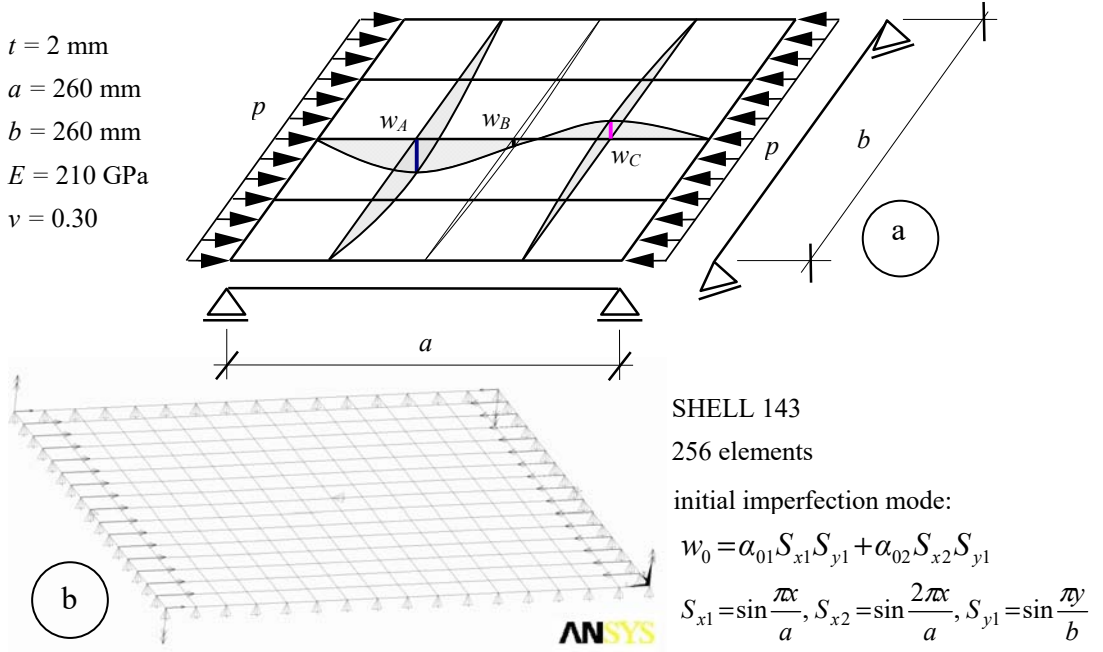 t = 2 mm
a = 260 mm
b = 260 mm
E = 210 GPa
ν = 0.30
p
w_A
w_B
w_C
p
b
a
a
b
SHELL 143
256 elements
initial imperfection mode:
w_0 = α_01 S_x1 S_y1 + α_02 S_x2 S_y1
S_x1 = sin πx/a, S_x2 = sin 2πx/a, S_y1 = sin πy/b
ANSYS